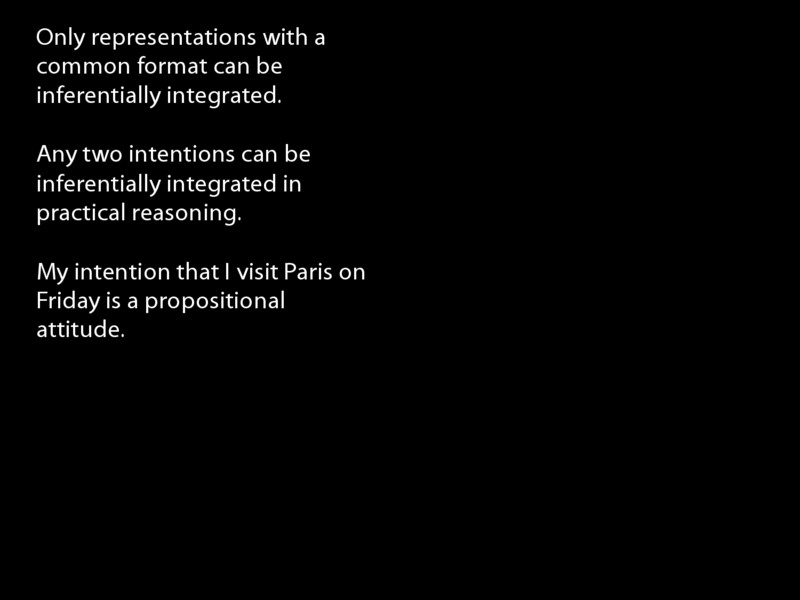 Only representations with a
common format can be
inferentially integrated.
Any two intentions can be
inferentially integrated in
practical reasoning.
My intention that I visit Paris on
Friday is a propositional
attitude.